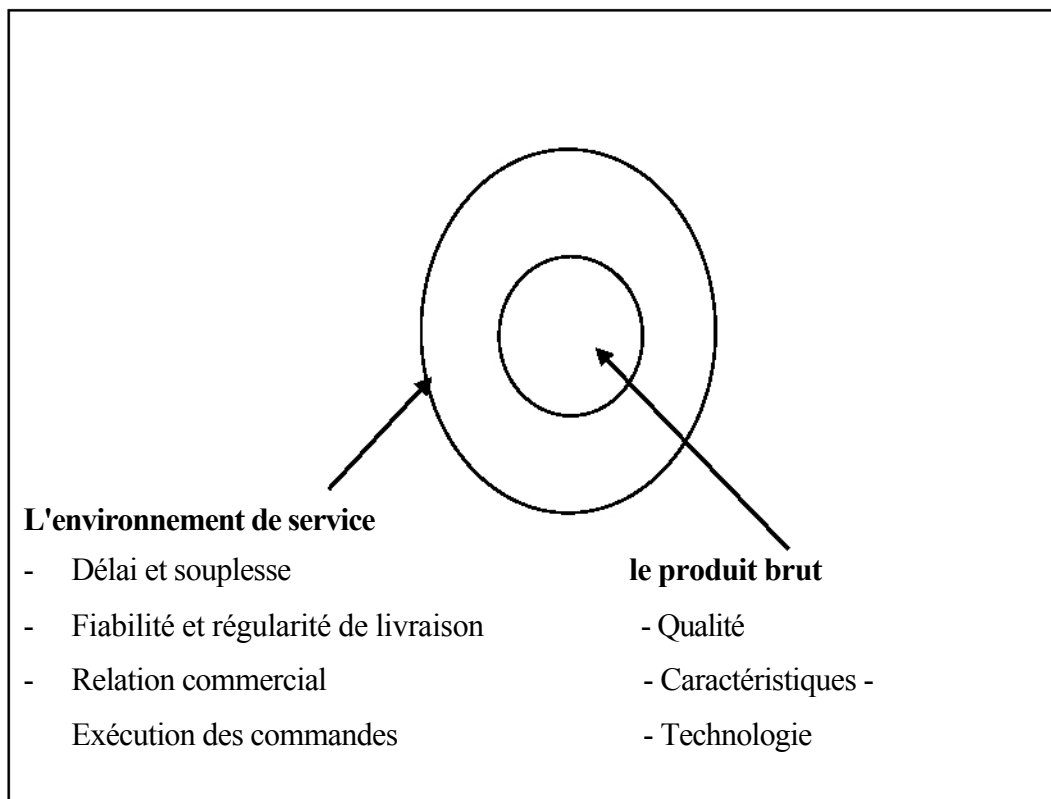 L'environnement de service
- Délai et souplesse
le produit brut
- Fiabilité et régularité de livraison
- Qualité
- Relation commercial
- Caractéristiques -
Exécution des commandes
- Technologie